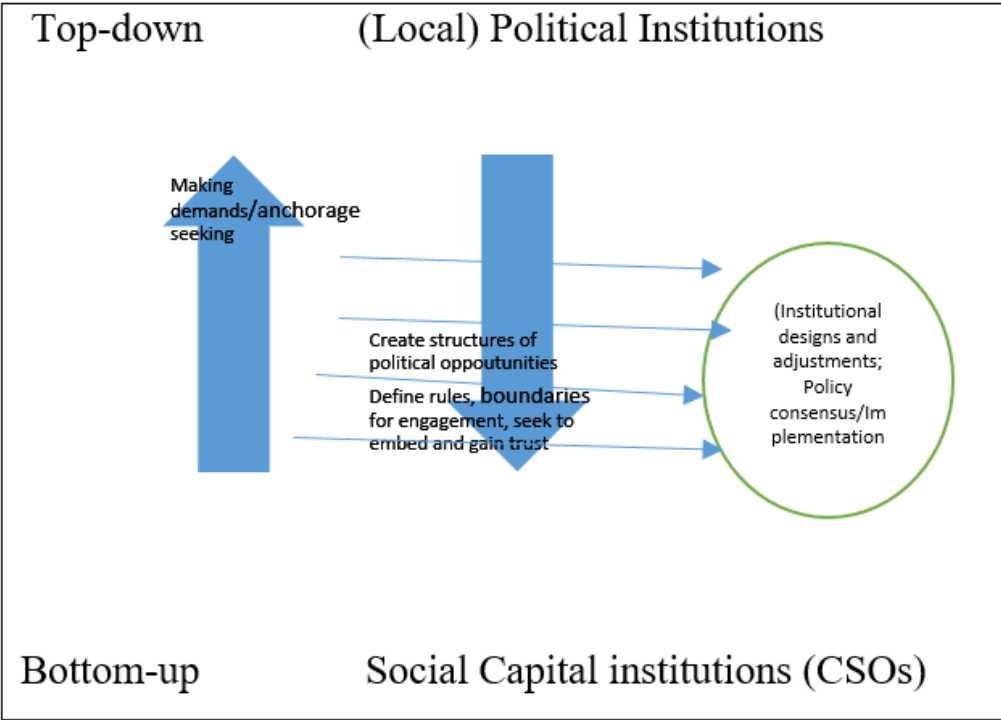 Top-down
(Local) Political Institutions
Making
demands/anchorage
seeking
Create structures of
political oppoutunities
Define rules, boundaries
for engagement, seek to
embed and gain trust
(Institutional
designs and
adjustments;
Policy
consensus/Im
plementation
Bottom-up
Social Capital institutions (CSOs)